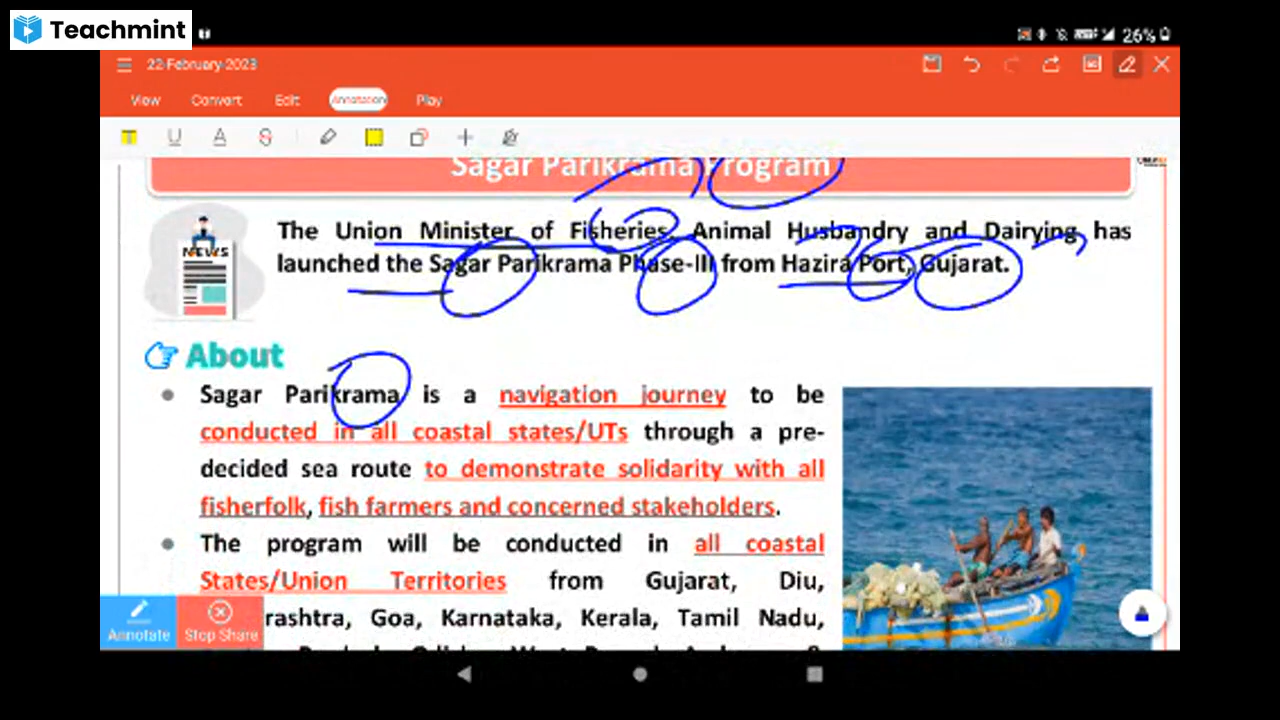 Teachmint
26%
22-February-2023
View Convert Edit Annotation Play
Sagar Parikrama Program
NEWS
The Union Minister of Fisheries, Animal Husbandry and Dairying has
launched the Sagar Parikrama Phase-III from Hazira Port, Gujarat.
About
Sagar Parikrama is a navigation journey to be
conducted in all coastal states/UTs through a pre-
decided sea route to demonstrate solidarity with all
fisherfolk, fish farmers and concerned stakeholders.
The program will be conducted in all coastal
States/Union Territories from Gujarat, Diu,
rashtra, Goa, Karnataka, Kerala, Tamil Nadu,
Annotate Stop Share